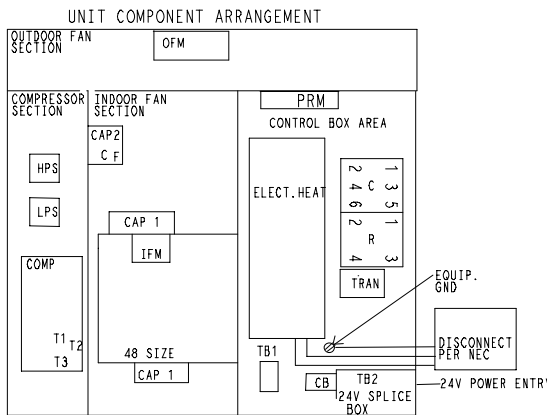 UNIT COMPONENT ARRANGEMENT
OUTDOOR FAN
SECTION
OFM
COMPRESSOR
SECTION
INDOOR FAN
SECTION
PRM
CONTROL BOX AREA
CAP2
C F
HPS
LPS
ELECT.HEAT
2 1
4 C 3
6 5
2 1
R
4 3
CAP 1
IFM
COMP
TRAN
EQUIP.
GND
T1
T2
T3
48 SIZE
CAP 1
TB1
DISCONNECT
PER NEC
CB
TB2
24V SPLICE
BOX
24V POWER ENTRY